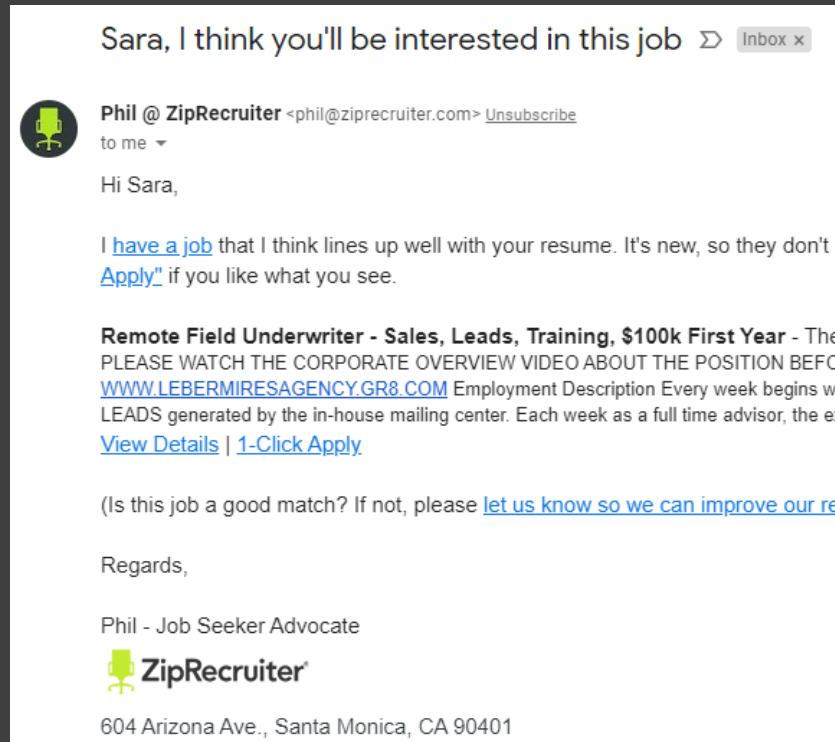 Sara, I think you'll be interested in this job Inbox x
Phil @ ZipRecruiter <phil@ziprecruiter.com> Unsubscribe
to me
Hi Sara,
I have a job that I think lines up well with your resume. It's new, so they don't
Apply" if you like what you see.
Remote Field Underwriter - Sales, Leads, Training, $100k First Year - The
PLEASE WATCH THE CORPORATE OVERVIEW VIDEO ABOUT THE POSITION BEFO
WWW.LEBERMIRESAGENCY.GR8.COM Employment Description Every week begins w
LEADS generated by the in-house mailing center. Each week as a full time advisor, the e
View Details | 1-Click Apply
(Is this job a good match? If not, please let us know so we can improve our re
Regards,
Phil - Job Seeker Advocate
ZipRecruiter
604 Arizona Ave., Santa Monica, CA 90401